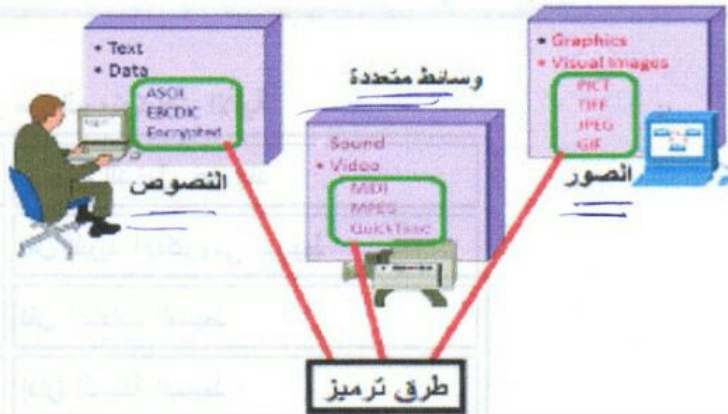 • Text
• Data
ASCII
EBCDIC
Encrypted
النصوص
وسائط متعددة
Sound
• Video
MIDI
MPEG
QuickTime
• Graphics
• Visual Images
PICT
TIFF
JPEG
GIF
الصور
طرق ترميز